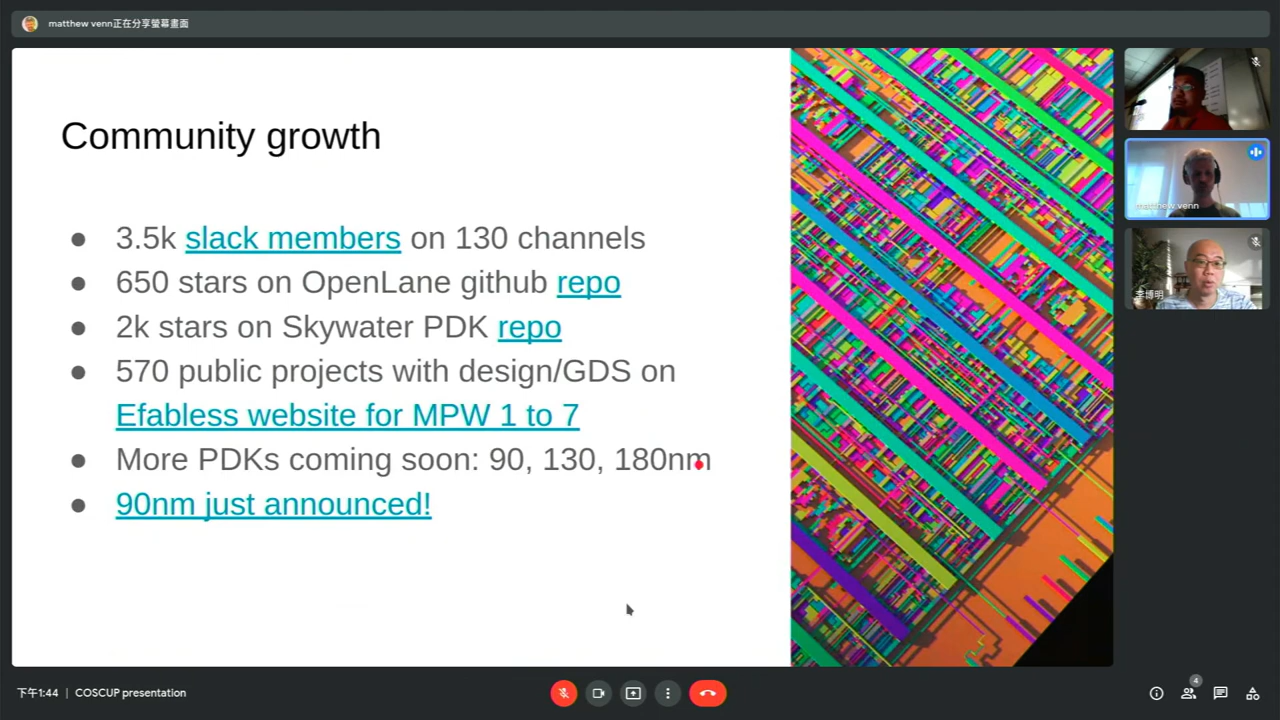 matthew venn正在分享螢幕畫面
Community growth
● 3.5k slack members on 130 channels
● 650 stars on OpenLane github repo
● 2k stars on Skywater PDK repo
● 570 public projects with design/GDS on
Efabless website for MPW 1 to 7
● More PDKs coming soon: 90, 130, 180nm
● 90nm just announced!
matthew venn
李博明
下午1:44 | COSCUP presentation
4